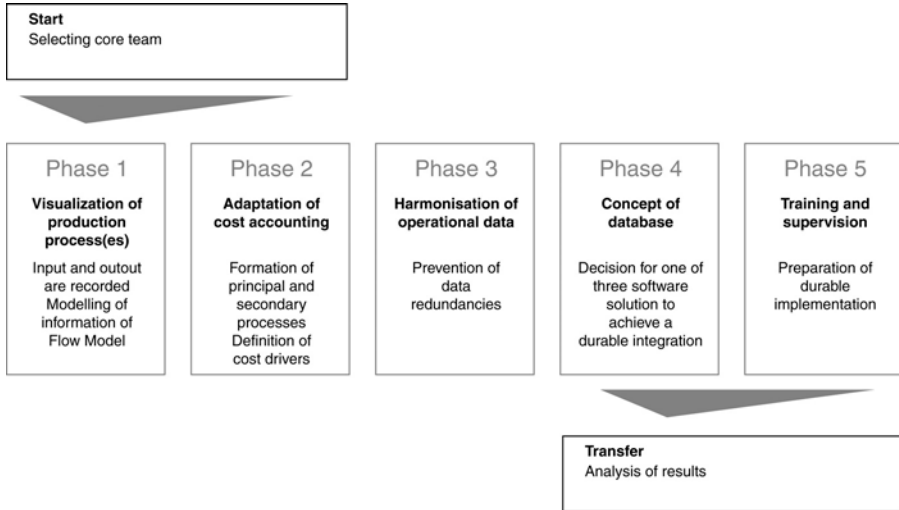 Start
Selecting core team
Phase 1
Visualization of
production
process(es)
Input and outout
are recorded
Modelling of
information of
Flow Model
Phase 2
Adaptation of
cost accounting
Formation of
principal and
secondary
processes
Definition of
cost drivers
Phase 3
Harmonisation of
operational data
Prevention of
data
redundancies
Phase 4
Concept of
database
Decision for one of
three software
solution to
achieve a
durable integration
Phase 5
Training and
supervision
Preparation of
durable
implementation
Transfer
Analysis of results